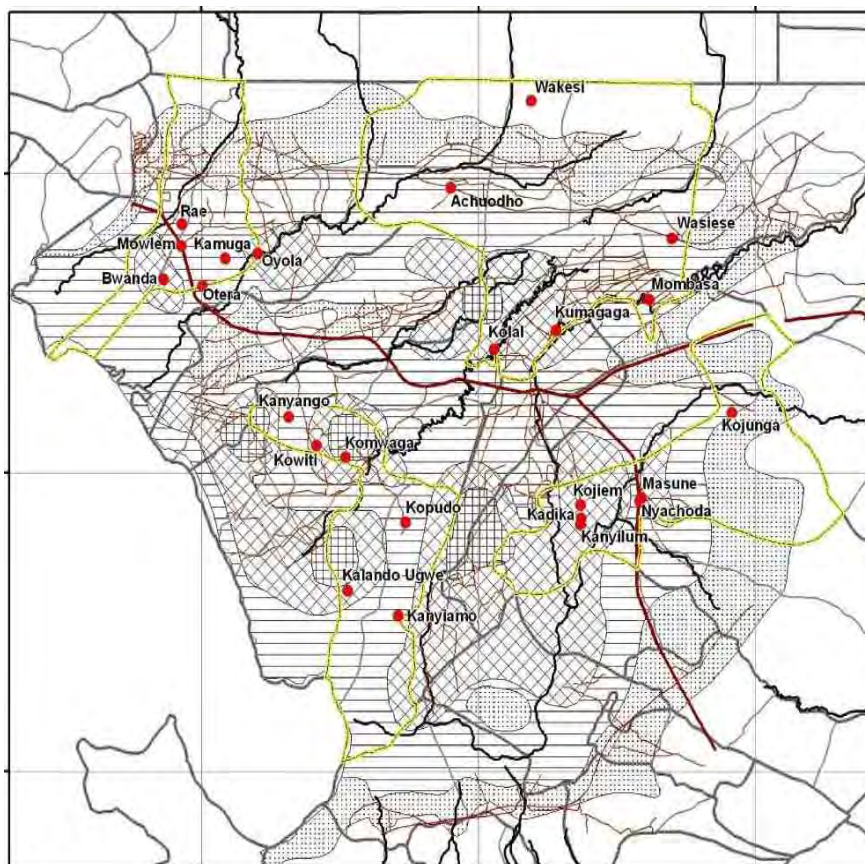 Wakesi
Achuodho
Rae
Wasiese
Mowlem
Kamuga
Oyola
Bwanda
Otera
Mombasa
Kumagaga
Kolal
Kanyango
Kojunga
Kowiti
Komwaga
Kojiem
Masune
Kadika
Nyachoda
Kopudo
Kanyilum
Kalando Ugwe
Kanyiamo